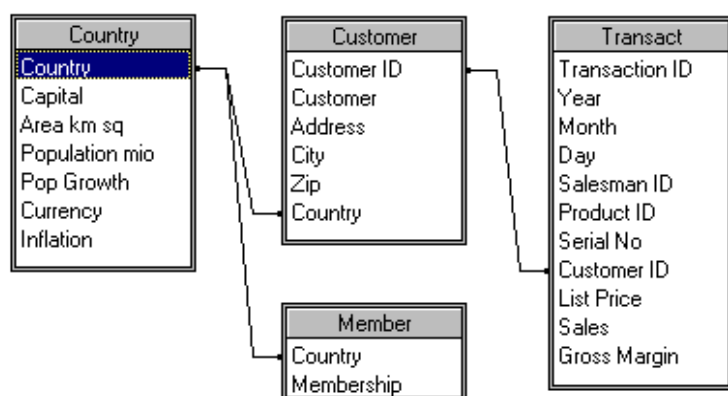 Country
Country
Capital
Area km sq
Population mio
Pop Growth
Currency
Inflation
Customer
Customer ID
Customer
Address
City
Zip
Country
Member
Country
Membership
Transact
Transaction ID
Year
Month
Day
Salesman ID
Product ID
Serial No
Customer ID
List Price
Sales
Gross Margin